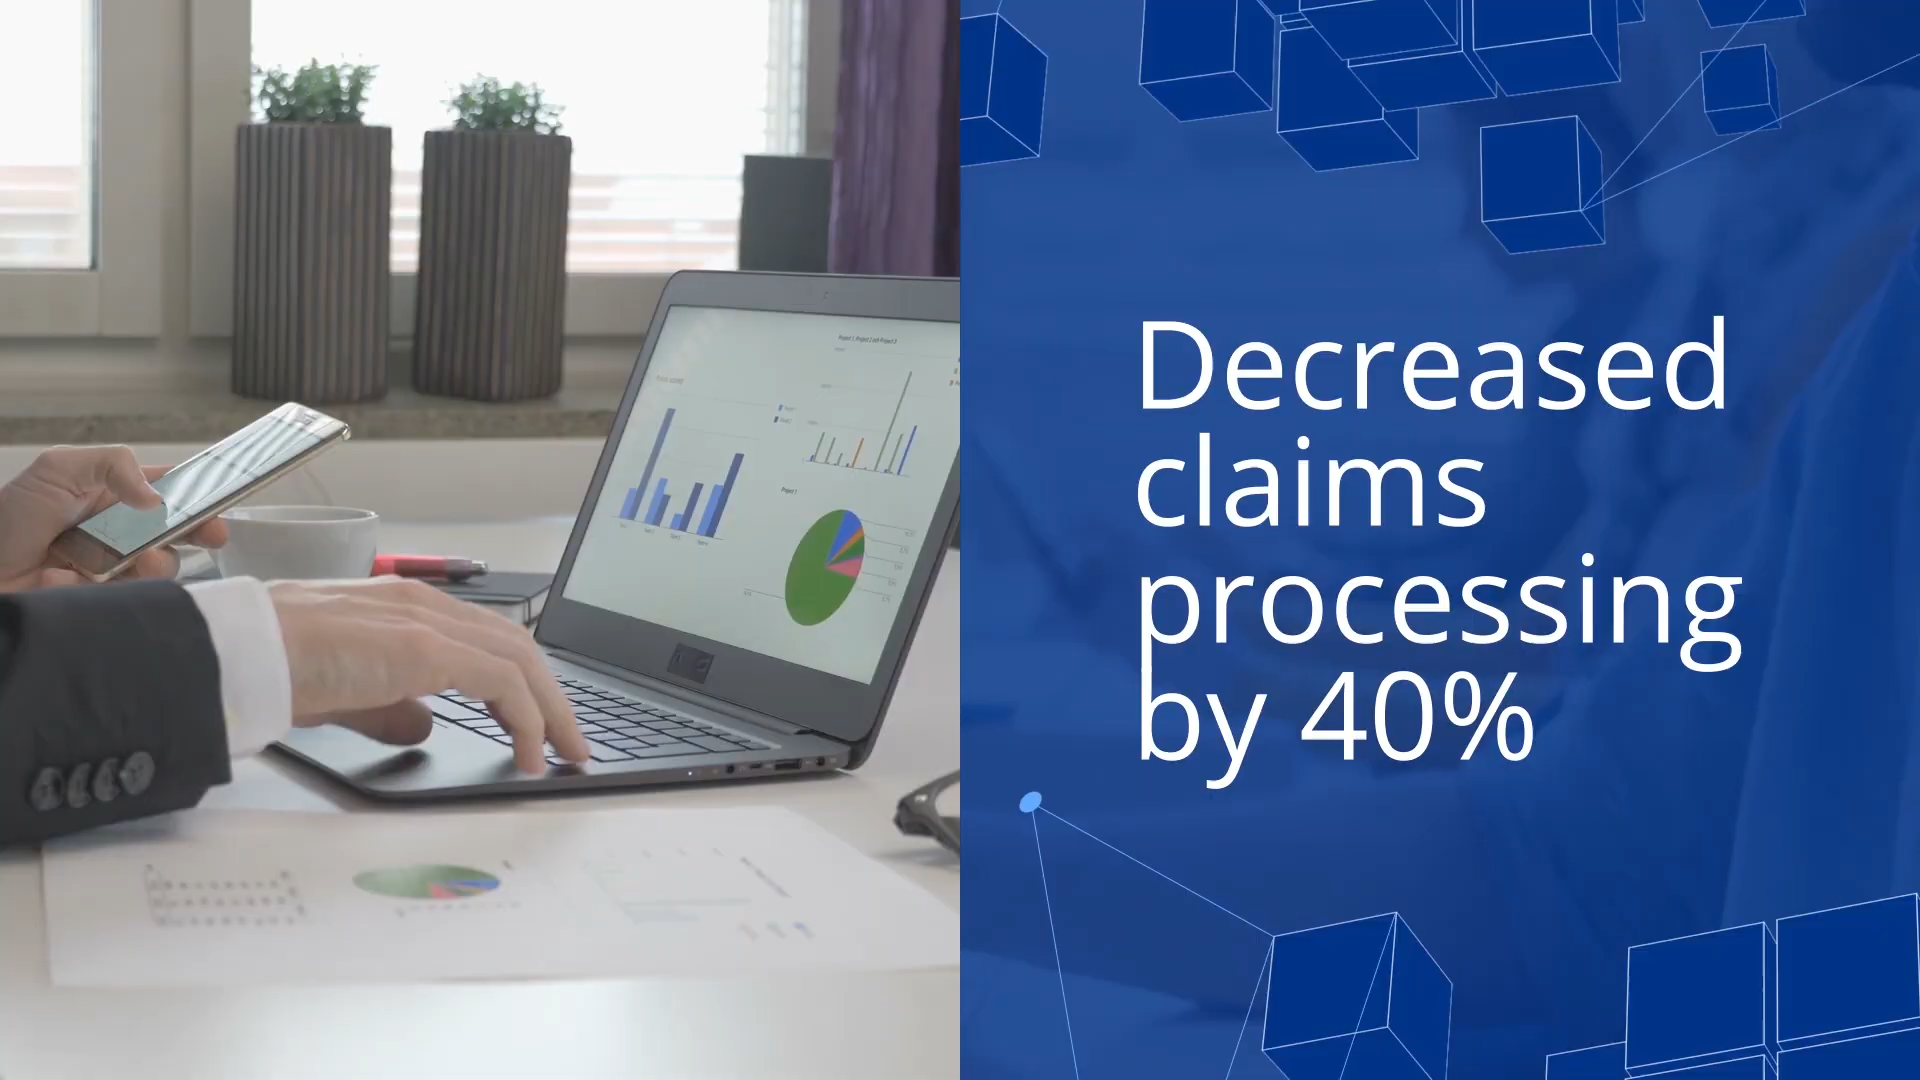 Decreased
claims
processing
by 40%